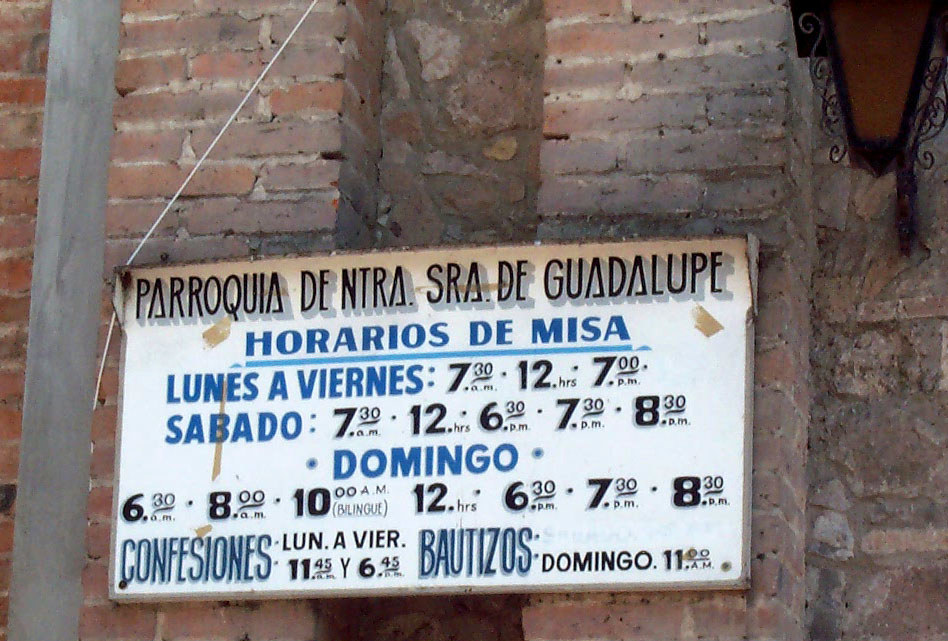 PARROQUIA DE NTRA. SRA. DE GUADALUPE
HORARIOS DE MISA
LUNES A VIERNES: 7.30 a.m. · 12. hrs · 7.00 p.m.
SABADO: 7.30 a.m. · 12. hrs · 6.30 p.m. · 7.30 p.m. · 8.30 p.m.
· DOMINGO ·
6.30 a.m. · 8.00 a.m. · 10 00 A.M. (BILINGÜE) 12. hrs · 6.30 p.m. · 7.30 p.m. · 8.30 p.m.
CONFESIONES · LUN. A VIER. 11.45 a.m. Y 6.45 p.m. BAUTIZOS: DOMINGO. 11.00 A.M.